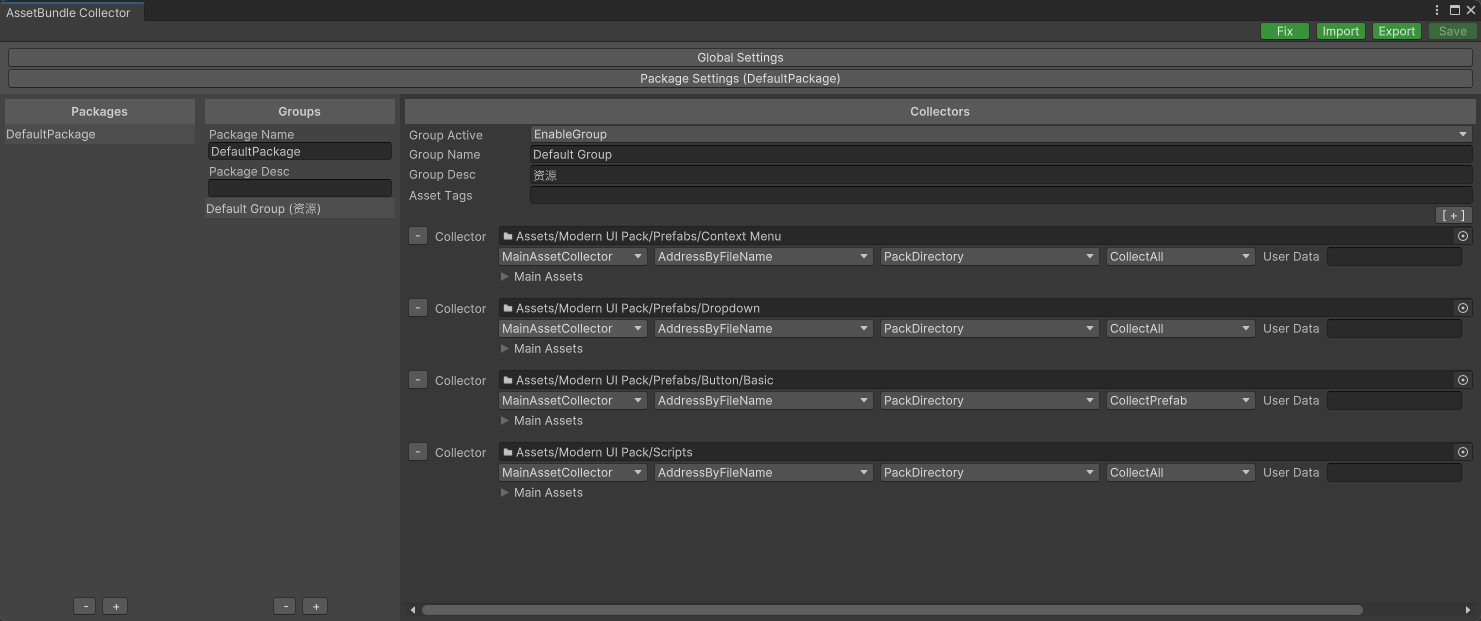 AssetBundle Collector
Fix Import Export Save
Global Settings
Package Settings (DefaultPackage)
Packages
DefaultPackage
- +
Groups
Package Name
DefaultPackage
Package Desc
Default Group (资源)
- +
Collectors
Group Active EnableGroup
Group Name Default Group
Group Desc 资源
Asset Tags
[ + ]
- Collector Assets/Modern UI Pack/Prefabs/Context Menu
MainAssetCollector AddressByFileName PackDirectory CollectAll User Data
Main Assets
- Collector Assets/Modern UI Pack/Prefabs/Dropdown
MainAssetCollector AddressByFileName PackDirectory CollectAll User Data
Main Assets
- Collector Assets/Modern UI Pack/Prefabs/Button/Basic
MainAssetCollector AddressByFileName PackDirectory CollectPrefab User Data
Main Assets
- Collector Assets/Modern UI Pack/Scripts
MainAssetCollector AddressByFileName PackDirectory CollectAll User Data
Main Assets